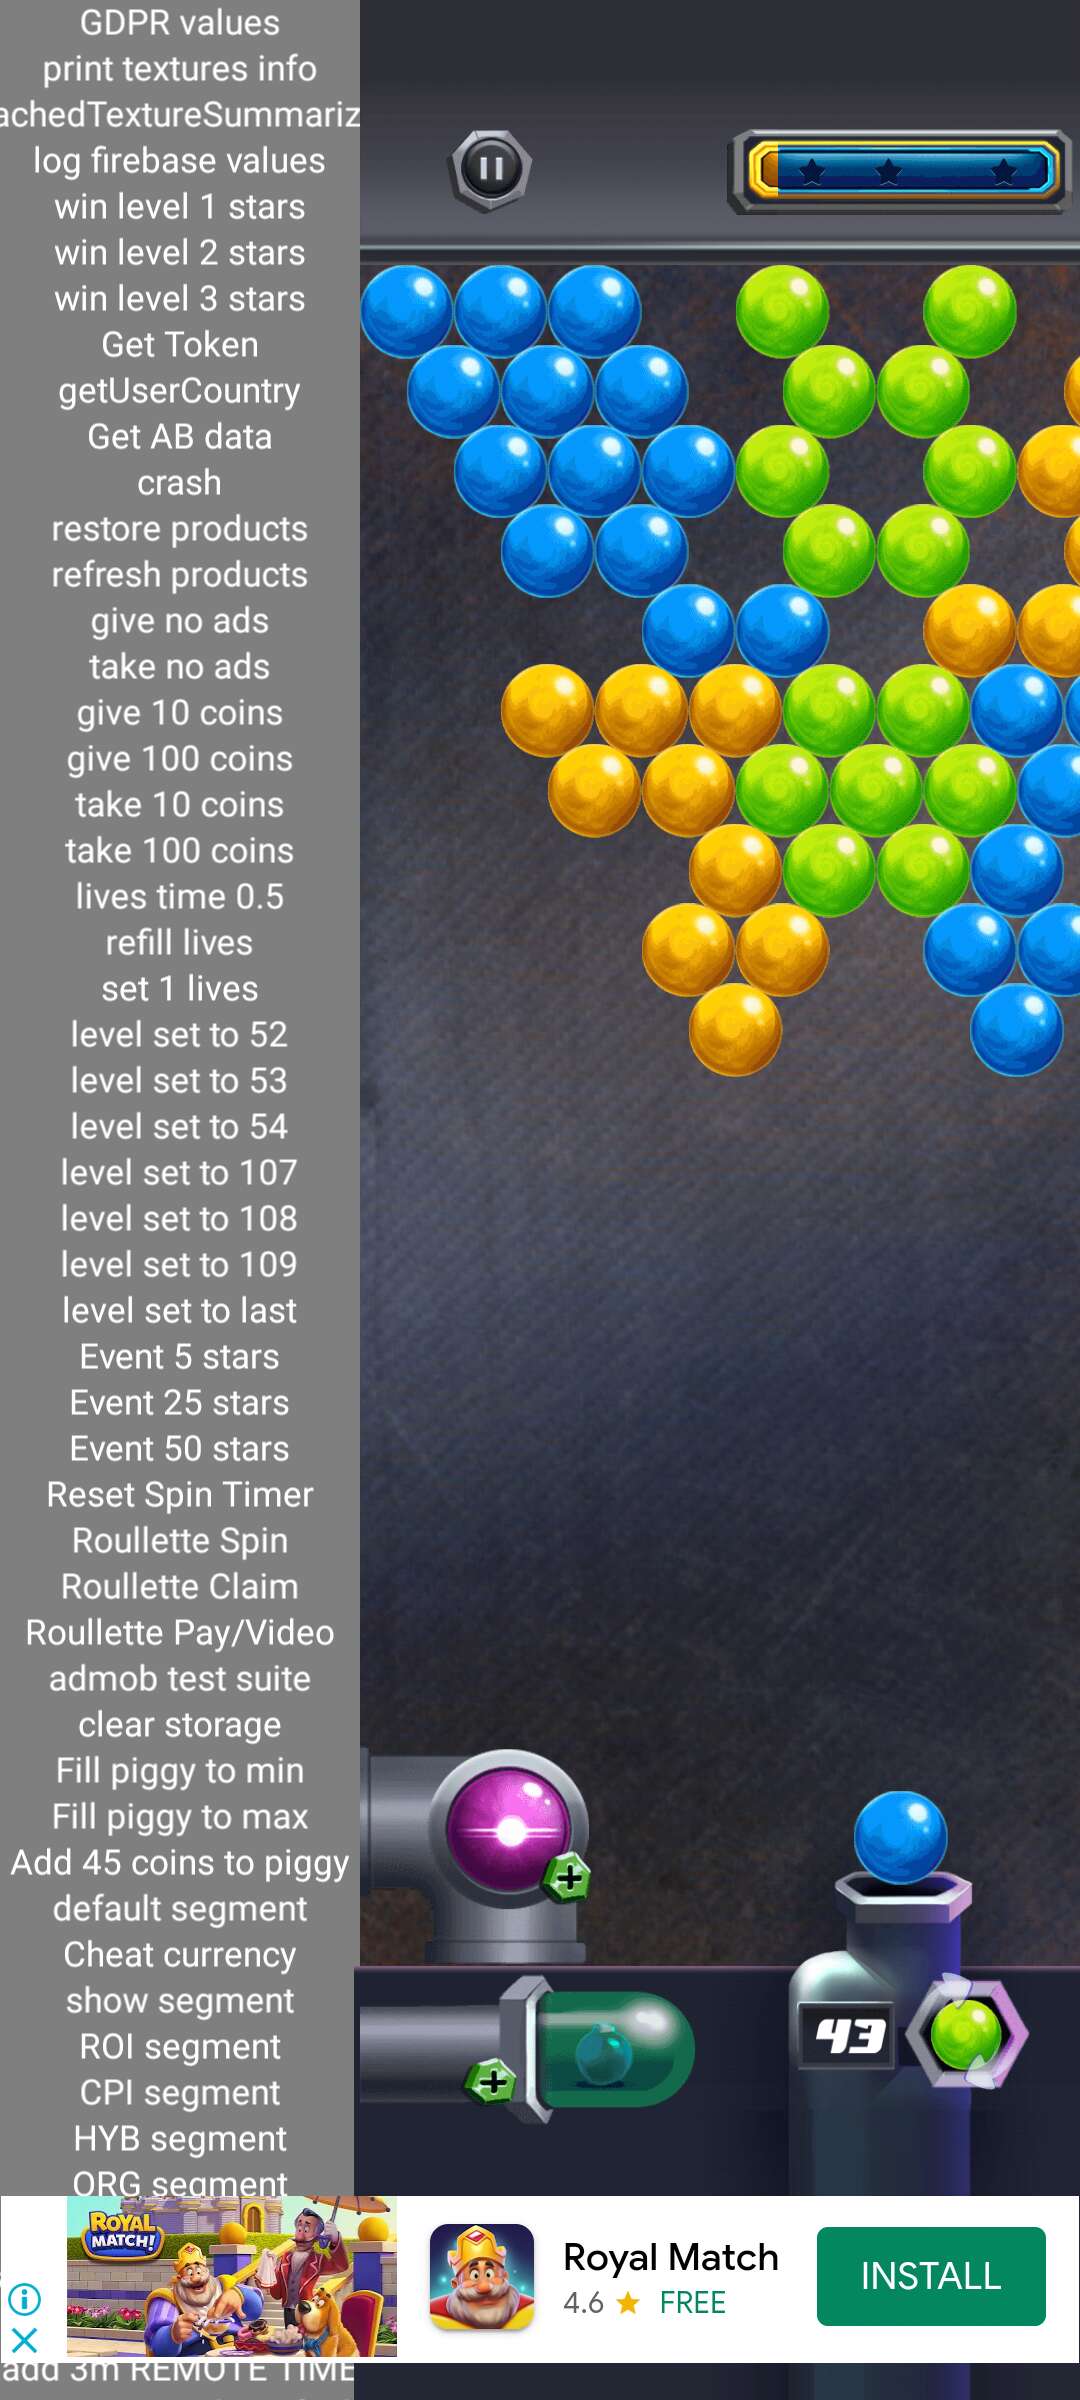 GDPR values
print textures info
achedTextureSummariz
log firebase values
win level 1 stars
win level 2 stars
win level 3 stars
Get Token
getUserCountry
Get AB data
crash
restore products
refresh products
give no ads
take no ads
give 10 coins
give 100 coins
take 10 coins
take 100 coins
lives time 0.5
refill lives
set 1 lives
level set to 52
level set to 53
level set to 54
level set to 107
level set to 108
level set to 109
level set to last
Event 5 stars
Event 25 stars
Event 50 stars
Reset Spin Timer
Roullette Spin
Roullette Claim
Roullette Pay/Video
admob test suite
clear storage
Fill piggy to min
Fill piggy to max
Add 45 coins to piggy
default segment
Cheat currency
show segment
ROI segment
CPI segment
HYB segment
ORG segment
43
ROYAL
MATCH!
Royal Match
4.6 ★ FREE
INSTALL
add 3m REMOTE TIME